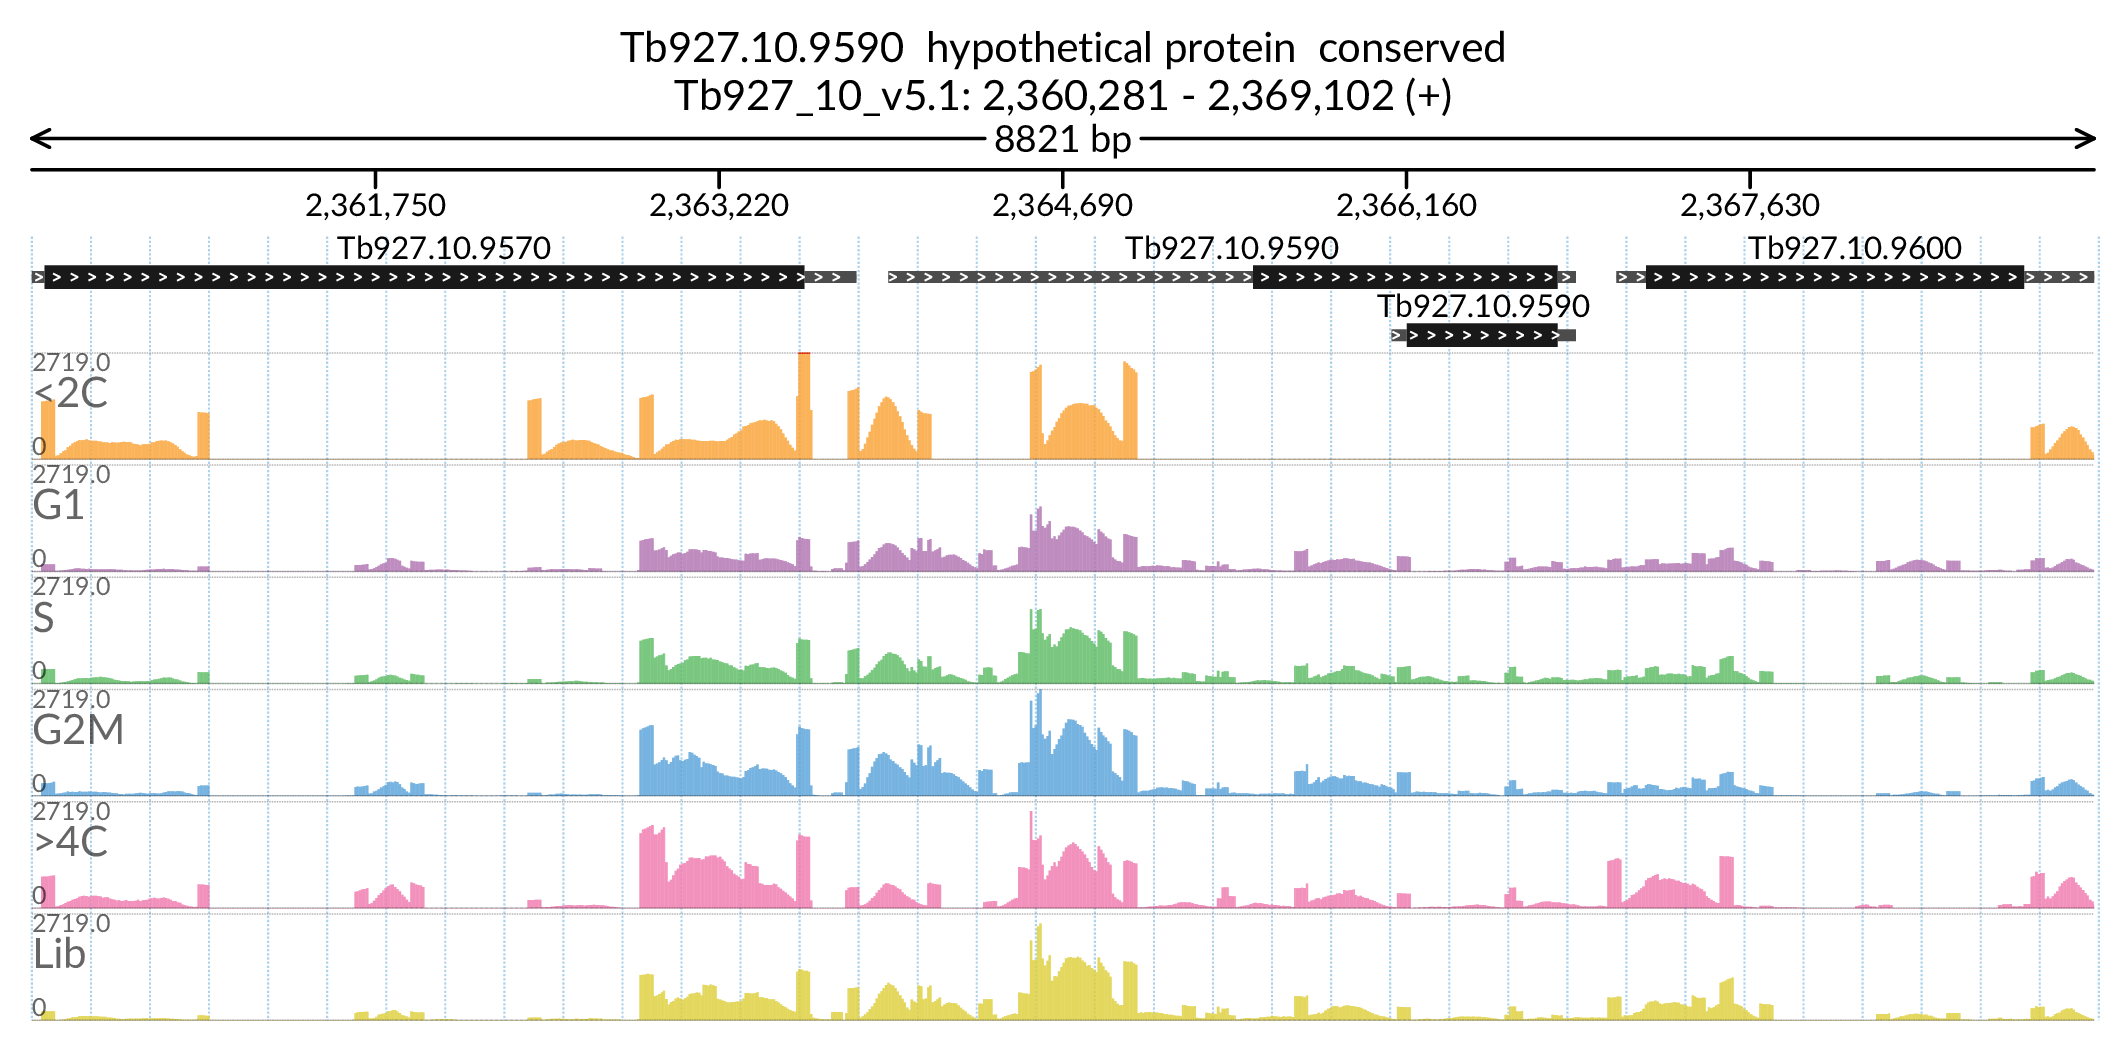 Tb927.10.9590  hypothetical protein  conserved
Tb927_10_v5.1: 2,360,281 - 2,369,102 (+)
8821 bp
2,361,750 2,363,220 2,364,690 2,366,160 2,367,630
Tb927.10.9570 Tb927.10.9590 Tb927.10.9600
Tb927.10.9590
2719.0
<2C
0
2719.0
G1
0
2719.0
S
0
2719.0
G2M
0
2719.0
>4C
0
2719.0
Lib
0